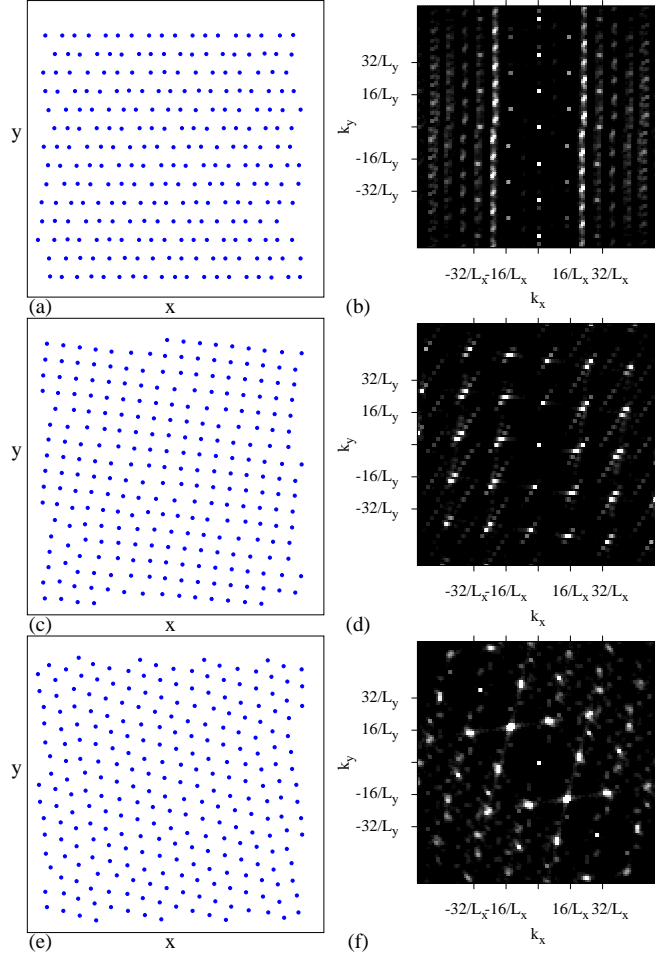 y
(a)
x
32/L_y
16/L_y
k_y
-16/L_y
-32/L_y
-32/L_x
-16/L_x
16/L_x
32/L_x
(b)
k_x
y
(c)
x
32/L_y
16/L_y
k_y
-16/L_y
-32/L_y
-32/L_x
-16/L_x
16/L_x
32/L_x
(d)
k_x
y
(e)
x
32/L_y
16/L_y
k_y
-16/L_y
-32/L_y
-32/L_x
-16/L_x
16/L_x
32/L_x
(f)
k_x